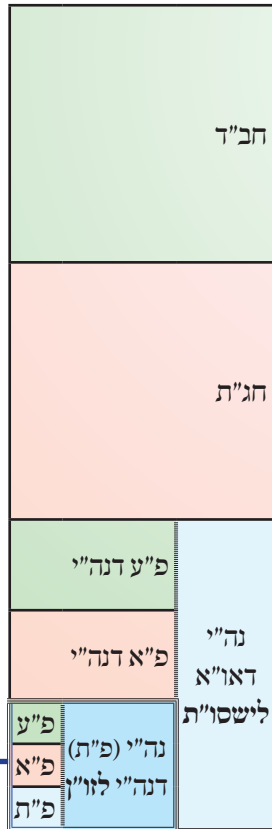 חב״ד
חג״ת
נה״י
דאו״א
לישסו״ת
פ״ע דנה״י
פ״א דנה״י
נה״י (פ״ת)
דנה״י לזו״ן
פ״ע
פ״א
פ״ת